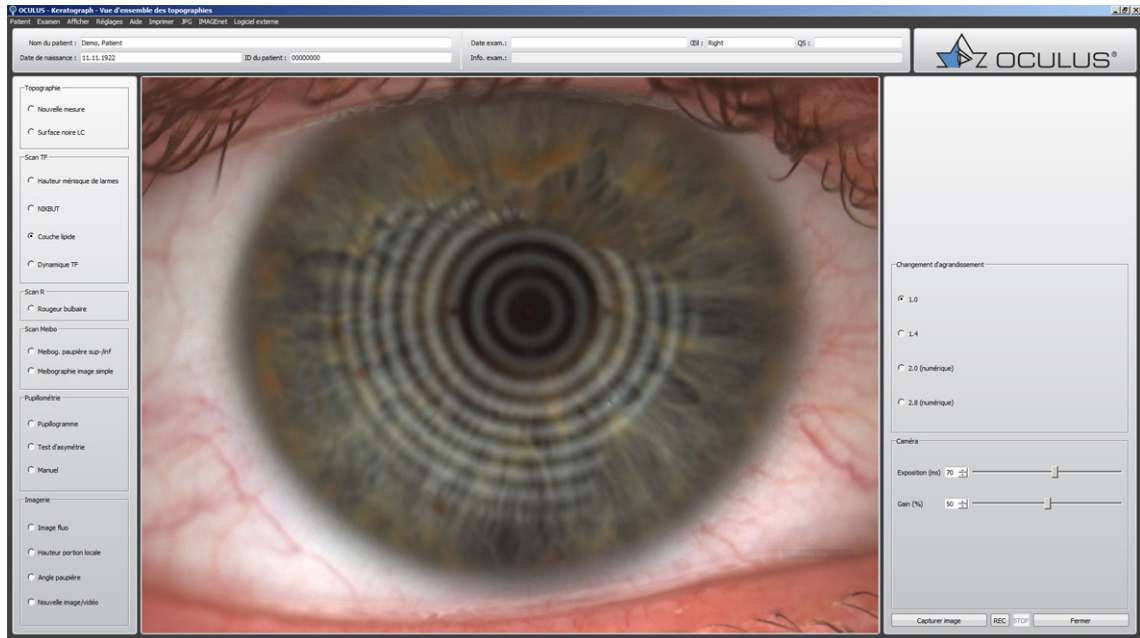 OCULUS - Keratograph - Vue d'ensemble des topographies
Patient Examen Afficher Réglages Aide Imprimer JPG IMAGEnet Logiciel externe
Nom du patient : Demo, Patient
Date exam.: Œil : Right QS :
Date de naissance : 11.11.1922 ID du patient : 00000000
Info. exam.:
OCULUS®
Topographie
Nouvelle mesure
Surface noire LC
Scan TF
Hauteur ménisque de larmes
NIKBUT
Couche lipide
Dynamique TF
Scan R
Rougeur bulbaire
Scan Meibo
Meibog. paupière sup-/inf
Meibographie image simple
Pupillométrie
Pupillogramme
Test d'asymétrie
Manuel
Imagerie
Image fluo
Hauteur portion locale
Angle paupière
Nouvelle image/vidéo
Changement d'agrandissement
1.0
1.4
2.0 (numérique)
2.8 (numérique)
Caméra
Exposition (ms) 70
Gain (%) 50
Capturer image REC STOP Fermer